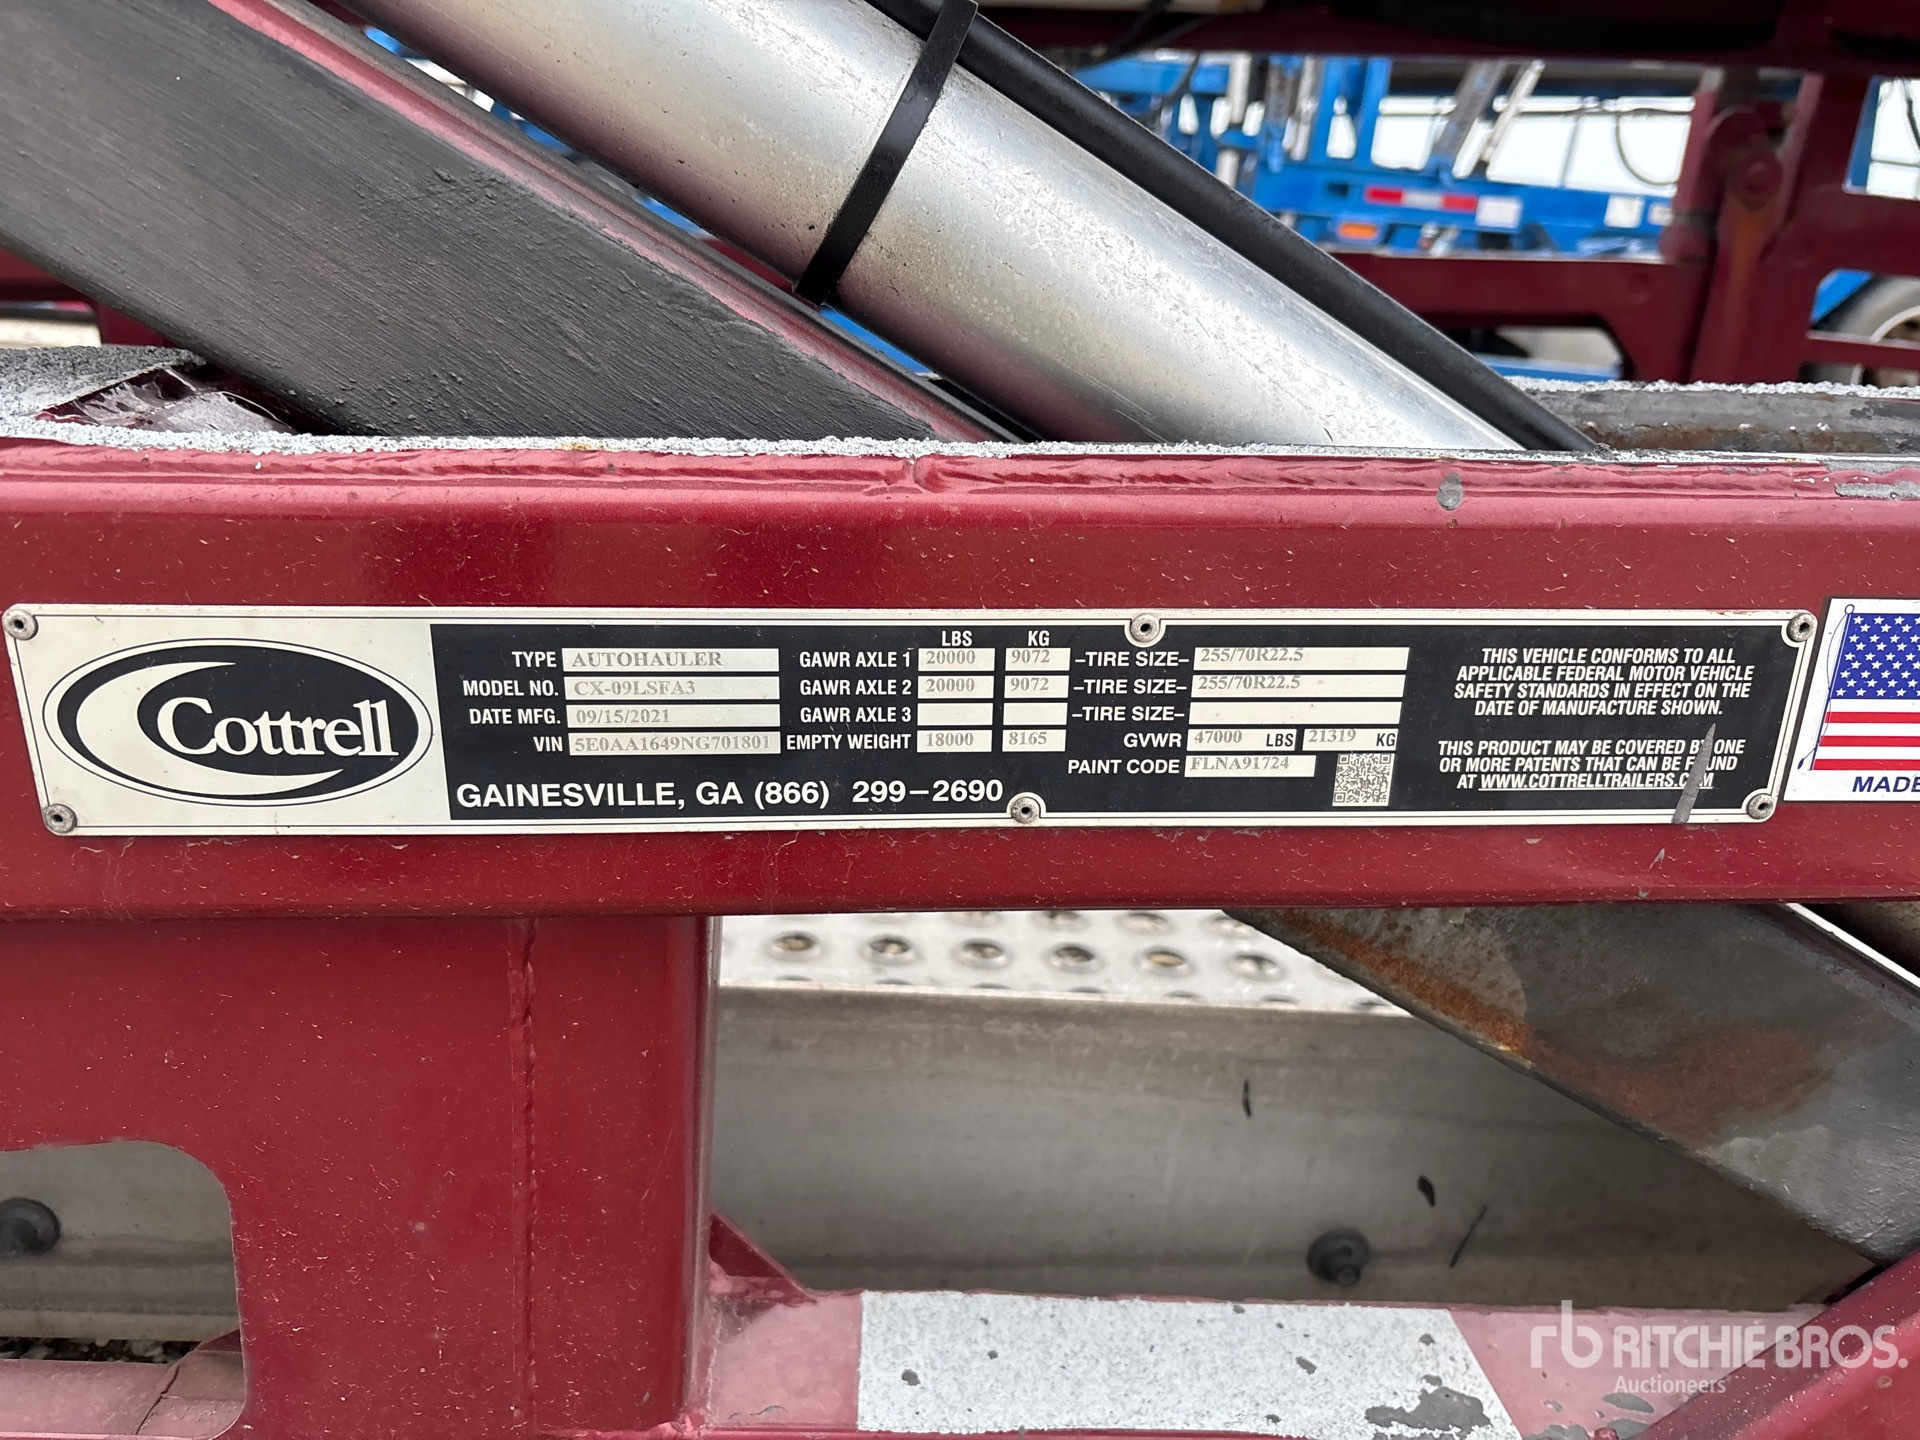 Cottrell
LBS KG
TYPE AUTOHAULER GAWR AXLE 1 20000 9072 -TIRE SIZE- 255/70R22.5
MODEL NO. CX-09LSFA3 GAWR AXLE 2 20000 9072 -TIRE SIZE- 255/70R22.5
DATE MFG. 09/15/2021 GAWR AXLE 3 -TIRE SIZE-
VIN 5E0AA1649NG701801 EMPTY WEIGHT 18000 8165 GVWR 47000 LBS 21319 KG
PAINT CODE FLNA91724
GAINESVILLE, GA (866) 299-2690
THIS VEHICLE CONFORMS TO ALL
APPLICABLE FEDERAL MOTOR VEHICLE
SAFETY STANDARDS IN EFFECT ON THE
DATE OF MANUFACTURE SHOWN.
THIS PRODUCT MAY BE COVERED BY ONE
OR MORE PATENTS THAT CAN BE FOUND
AT WWW.COTTRELLTRAILERS.COM
MADE
rb RITCHIE BROS.
Auctioneers